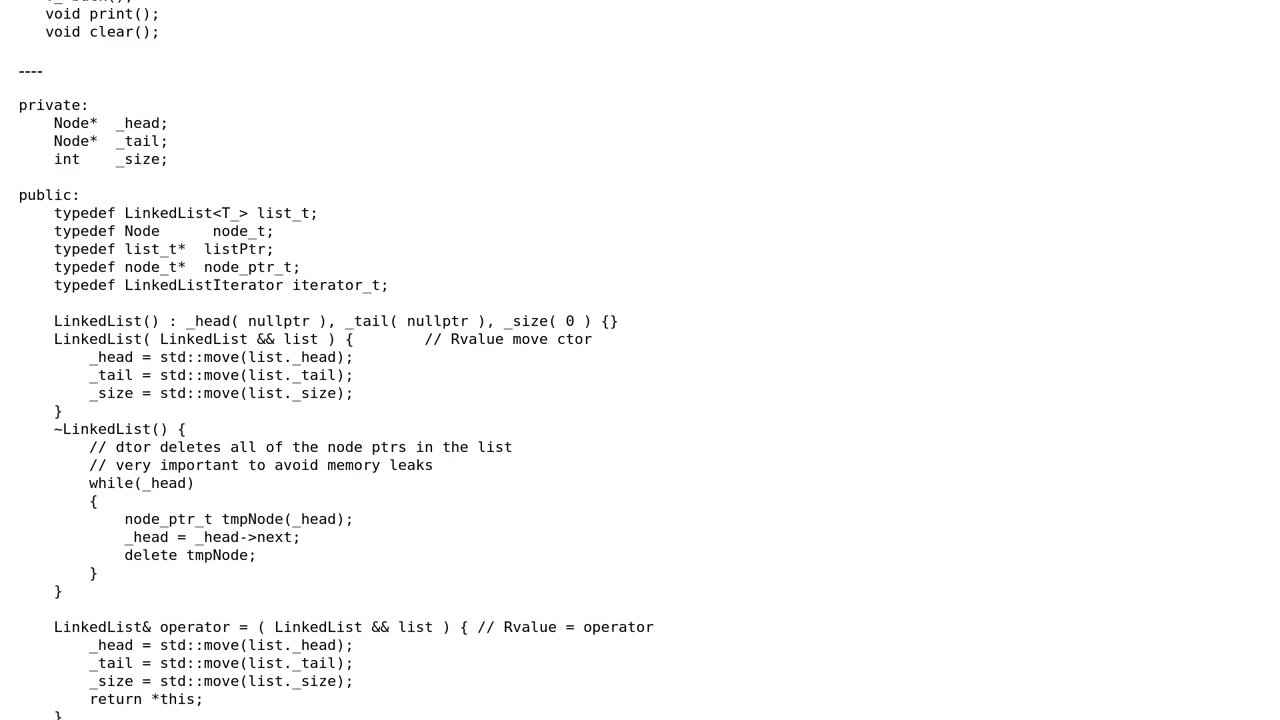 void print();
void clear();
----
private:
Node*  _head;
Node*  _tail;
int    _size;
public:
typedef LinkedList<T_> list_t;
typedef Node      node_t;
typedef list_t*  listPtr;
typedef node_t*  node_ptr_t;
typedef LinkedListIterator iterator_t;
LinkedList() : _head( nullptr ), _tail( nullptr ), _size( 0 ) {}
LinkedList( LinkedList && list ) {        // Rvalue move ctor
_head = std::move(list._head);
_tail = std::move(list._tail);
_size = std::move(list._size);
}
~LinkedList() {
// dtor deletes all of the node ptrs in the list
// very important to avoid memory leaks
while(_head)
{
node_ptr_t tmpNode(_head);
_head = _head->next;
delete tmpNode;
}
}
LinkedList& operator = ( LinkedList && list ) { // Rvalue = operator
_head = std::move(list._head);
_tail = std::move(list._tail);
_size = std::move(list._size);
return *this;
}